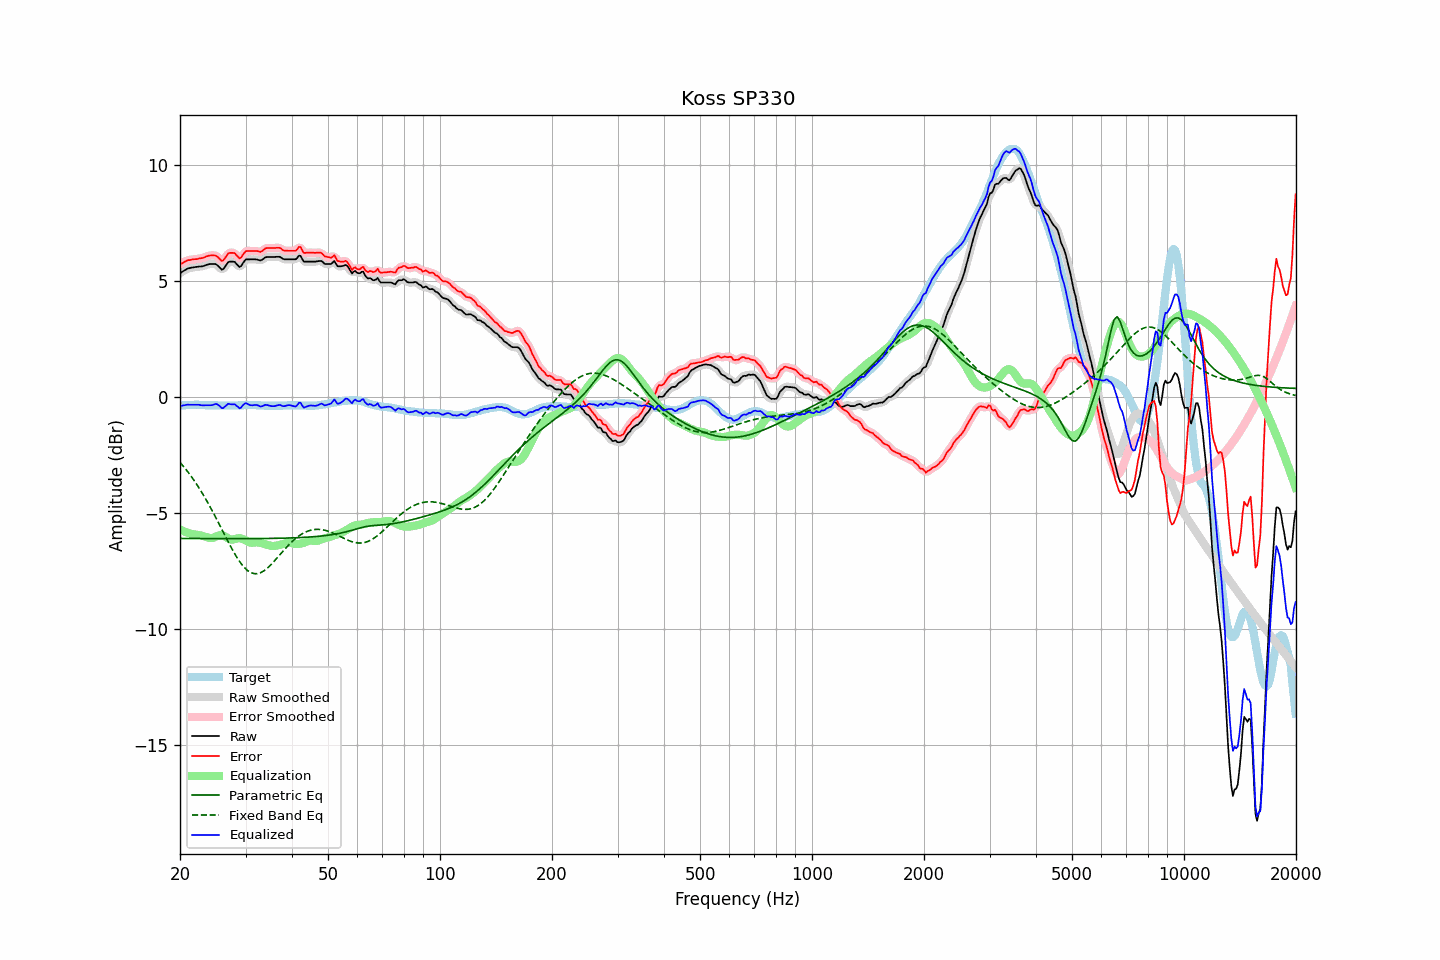 Koss SP330
Amplitude (dBr)
10
5
0
−5
−10
−15
Target
Raw Smoothed
Error Smoothed
Raw
Error
Equalization
Parametric Eq
Fixed Band Eq
Equalized
20 50 100 200 500 1000 2000 5000 10000 20000
Frequency (Hz)